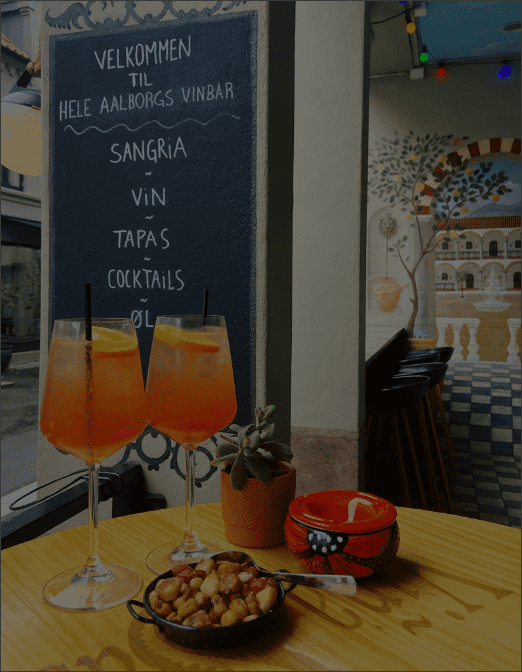 VELKOMMEN
TIL
HELE AALBORGS VINBAR
SANGRiA
~
ViN
~
TAPAS
~
COCKTAiLS
~
ØL